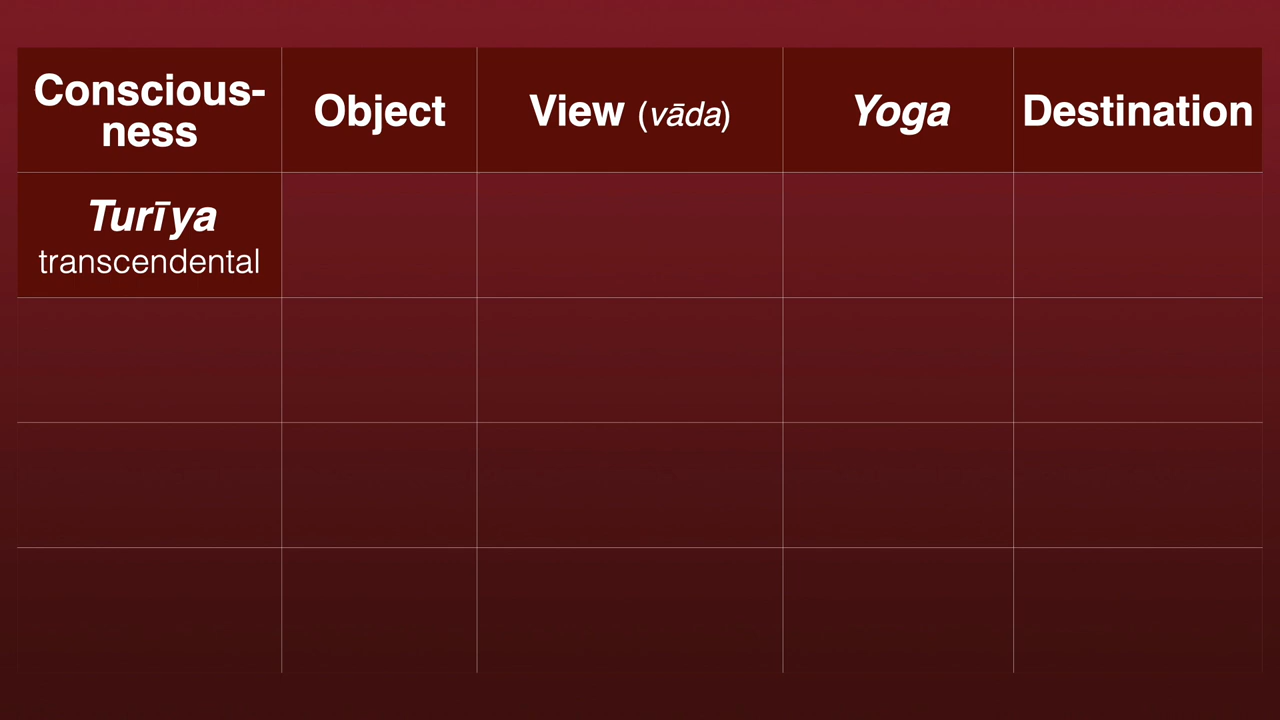 Conscious-
ness
Object
View (vāda)
Yoga
Destination
Turīya
transcendental